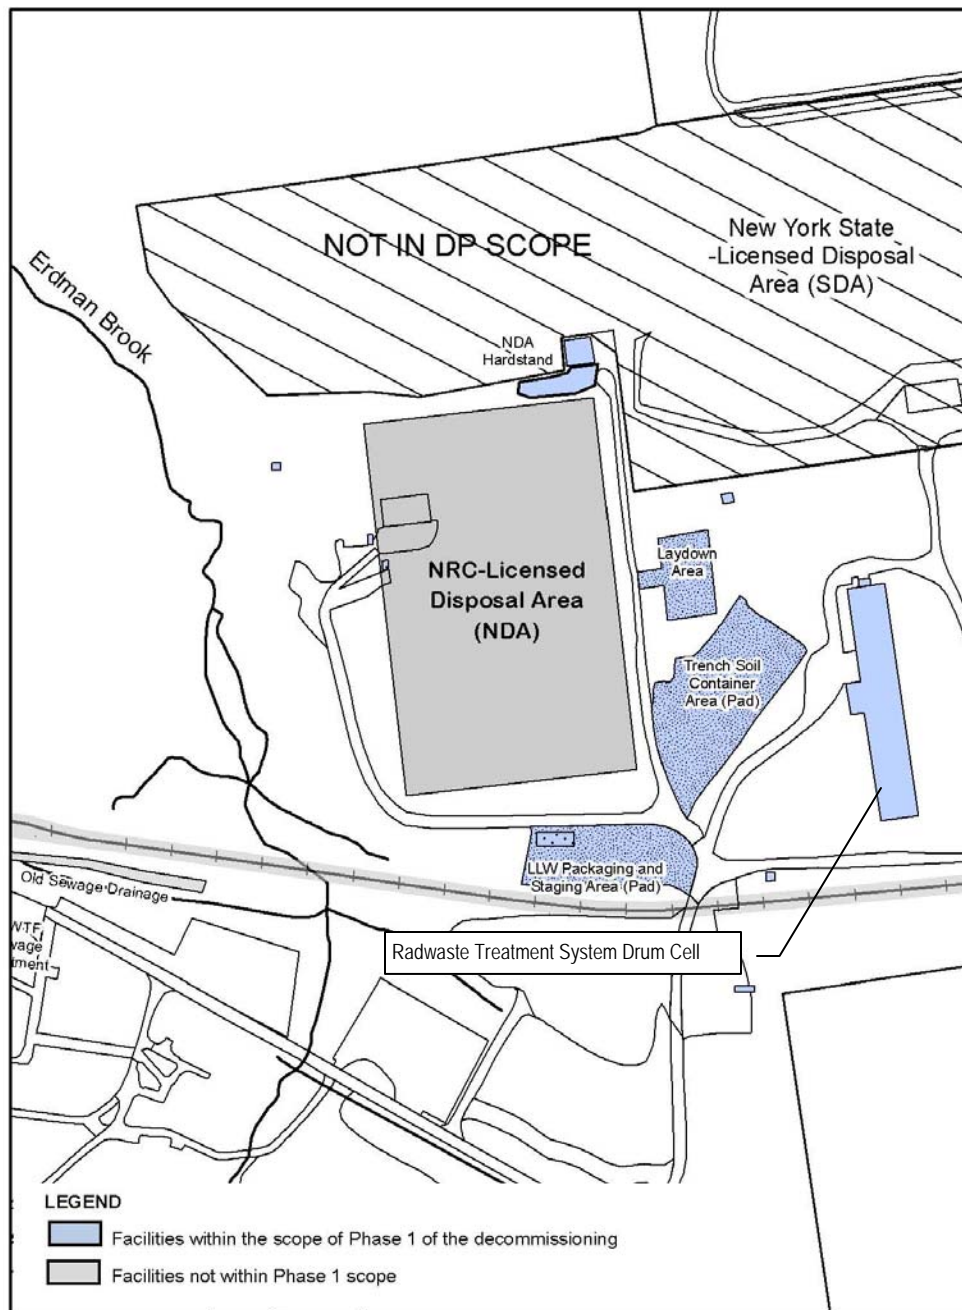 NOT IN DP SCOPE
New York State
-Licensed Disposal
Area (SDA)
Erdman Brook
NDA
Hardstand
Laydown
Area
NRC-Licensed
Disposal Area
(NDA)
Trench Soil
Container
Area (Pad)
LLW Packaging and
Staging Area (Pad)
Old Sewage Drainage
Radwaste Treatment System Drum Cell
LEGEND
Facilities within the scope of Phase 1 of the decommissioning
Facilities not within Phase 1 scope